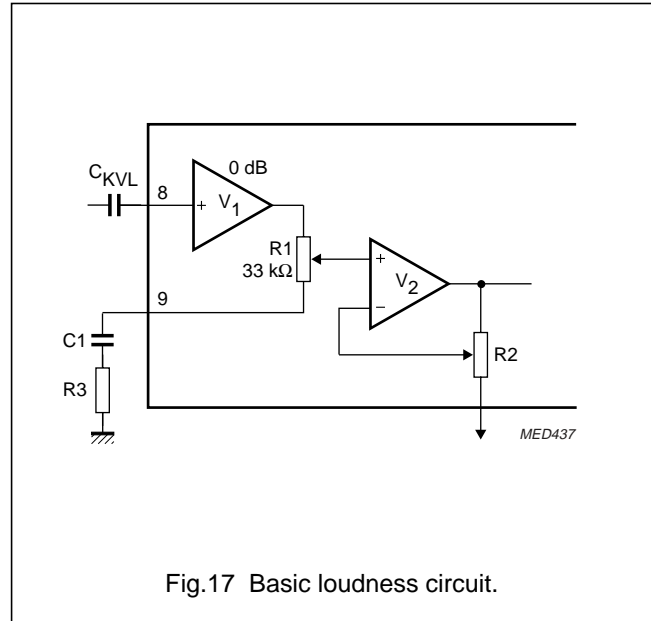 C_KVL
8
0 dB
V_1
+
R1
33 kΩ
+
V_2
−
9
C1
R3
R2
MED437
Fig.17 Basic loudness circuit.